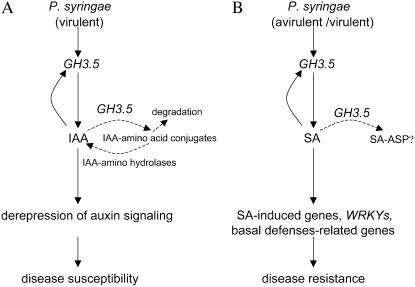 A
P. syringae
(virulent)
GH3.5
GH3.5
degradation
IAA
IAA-amino acid conjugates
IAA-amino hydrolases
derepression of auxin signaling
disease susceptibility
B
P. syringae
(avirulent /virulent)
GH3.5
GH3.5
SA
SA-ASP?
SA-induced genes, WRKYs,
basal defenses-related genes
disease resistance